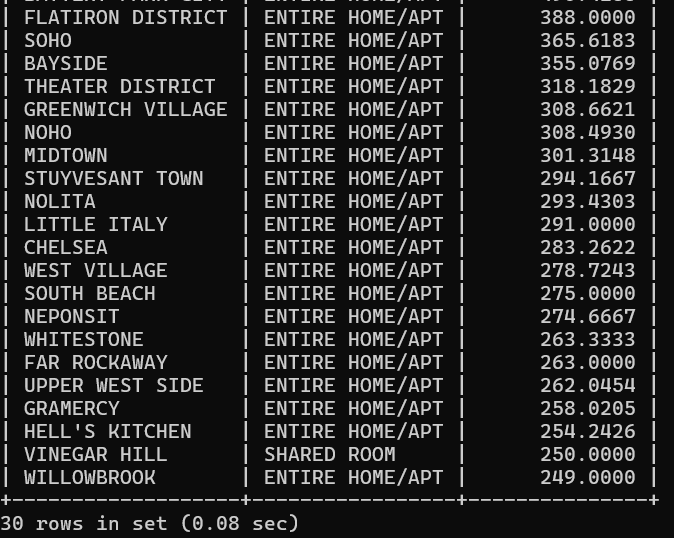 | FLATIRON DISTRICT | ENTIRE HOME/APT | 388.0000 |
| SOHO | ENTIRE HOME/APT | 365.6183 |
| BAYSIDE | ENTIRE HOME/APT | 355.0769 |
| THEATER DISTRICT | ENTIRE HOME/APT | 318.1829 |
| GREENWICH VILLAGE | ENTIRE HOME/APT | 308.6621 |
| NOHO | ENTIRE HOME/APT | 308.4930 |
| MIDTOWN | ENTIRE HOME/APT | 301.3148 |
| STUYVESANT TOWN | ENTIRE HOME/APT | 294.1667 |
| NOLITA | ENTIRE HOME/APT | 293.4303 |
| LITTLE ITALY | ENTIRE HOME/APT | 291.0000 |
| CHELSEA | ENTIRE HOME/APT | 283.2622 |
| WEST VILLAGE | ENTIRE HOME/APT | 278.7243 |
| SOUTH BEACH | ENTIRE HOME/APT | 275.0000 |
| NEPONSIT | ENTIRE HOME/APT | 274.6667 |
| WHITESTONE | ENTIRE HOME/APT | 263.3333 |
| FAR ROCKAWAY | ENTIRE HOME/APT | 263.0000 |
| UPPER WEST SIDE | ENTIRE HOME/APT | 262.0454 |
| GRAMERCY | ENTIRE HOME/APT | 258.0205 |
| HELL'S KITCHEN | ENTIRE HOME/APT | 254.2426 |
| VINEGAR HILL | SHARED ROOM | 250.0000 |
| WILLOWBROOK | ENTIRE HOME/APT | 249.0000 |
+-------------------+-----------------+---------------+
30 rows in set (0.08 sec)